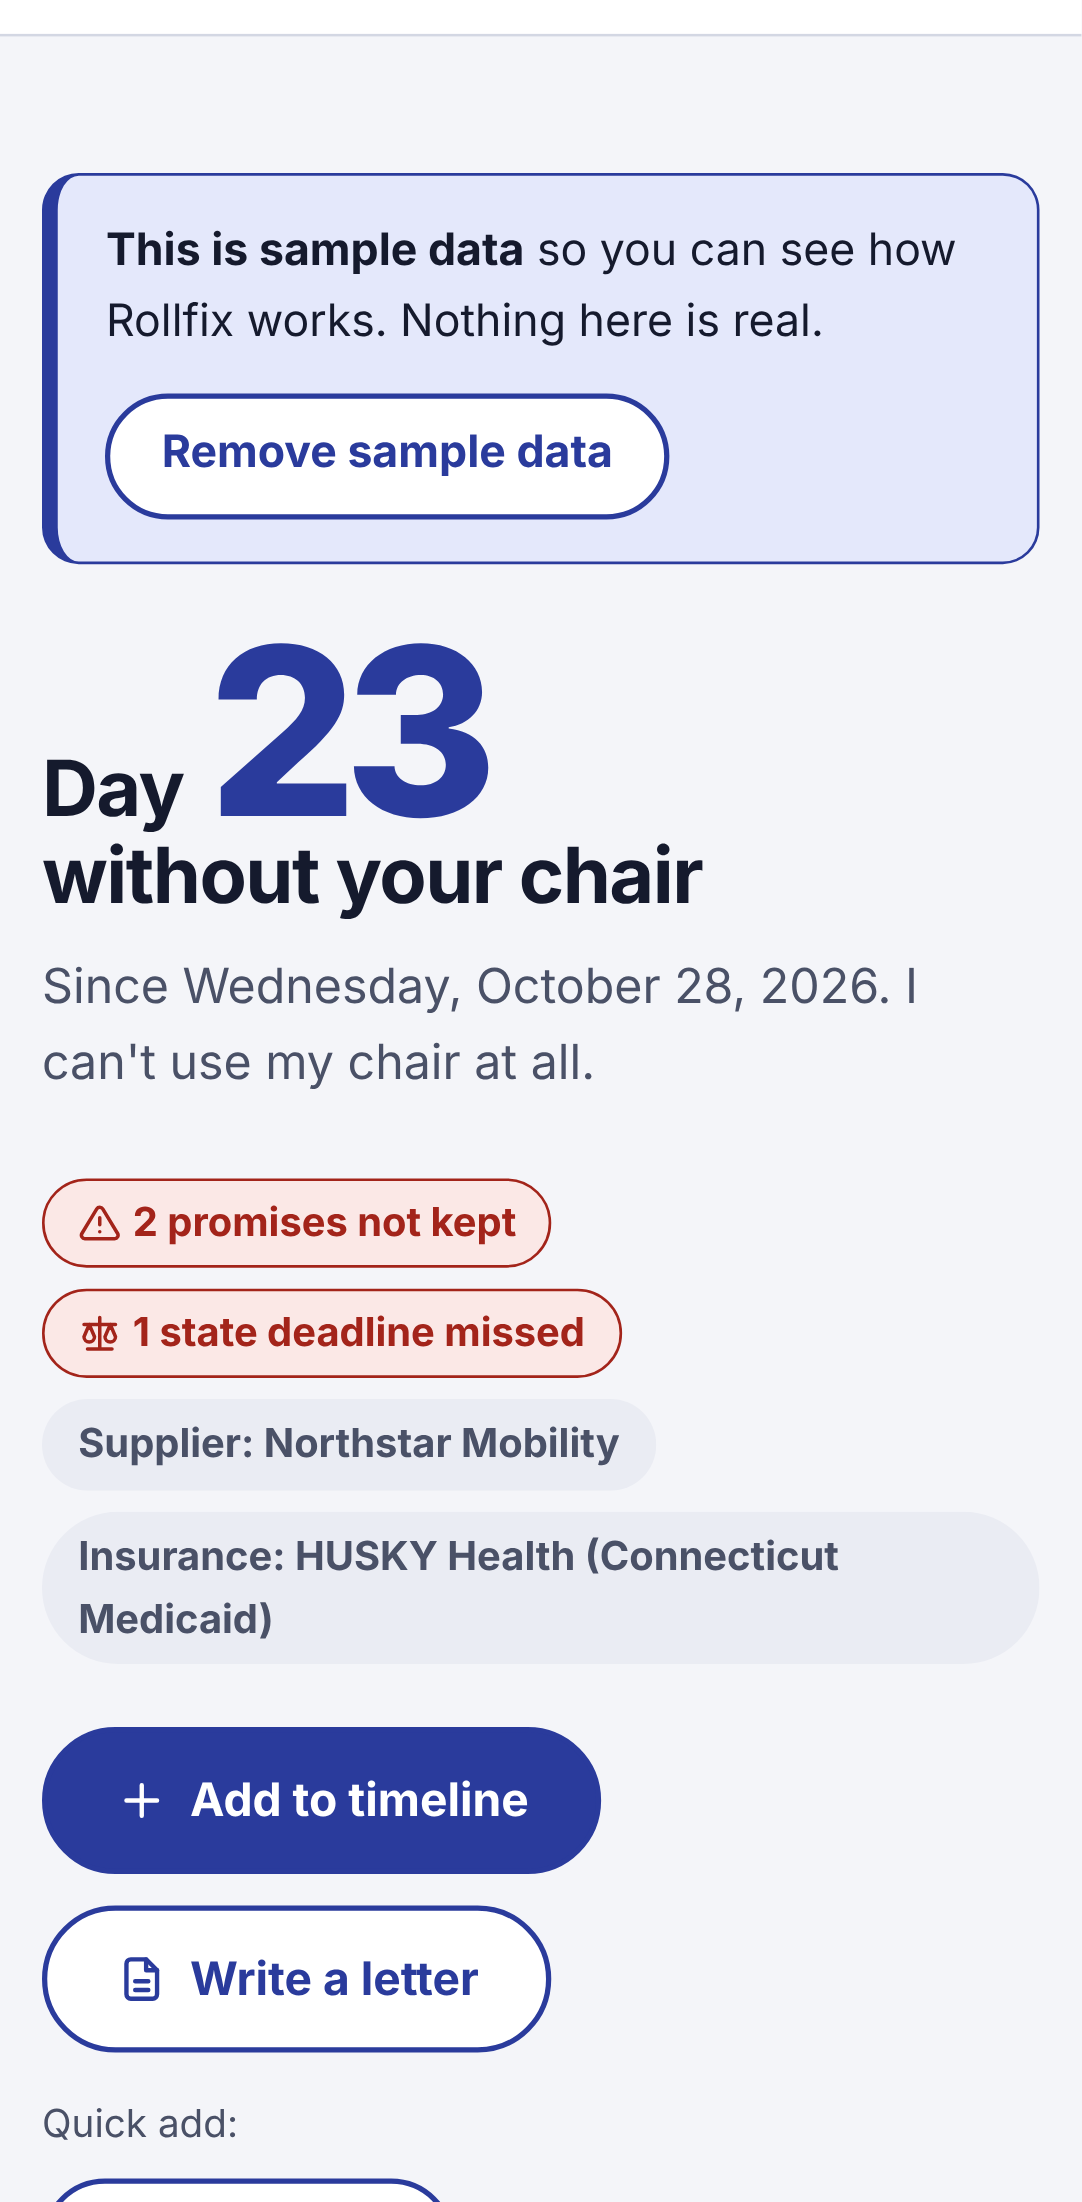 This is sample data so you can see how
Rollfix works. Nothing here is real.
Remove sample data
Day 23
without your chair
Since Wednesday, October 28, 2026. I
can't use my chair at all.
2 promises not kept
1 state deadline missed
Supplier: Northstar Mobility
Insurance: HUSKY Health (Connecticut
Medicaid)
Add to timeline
Write a letter
Quick add: